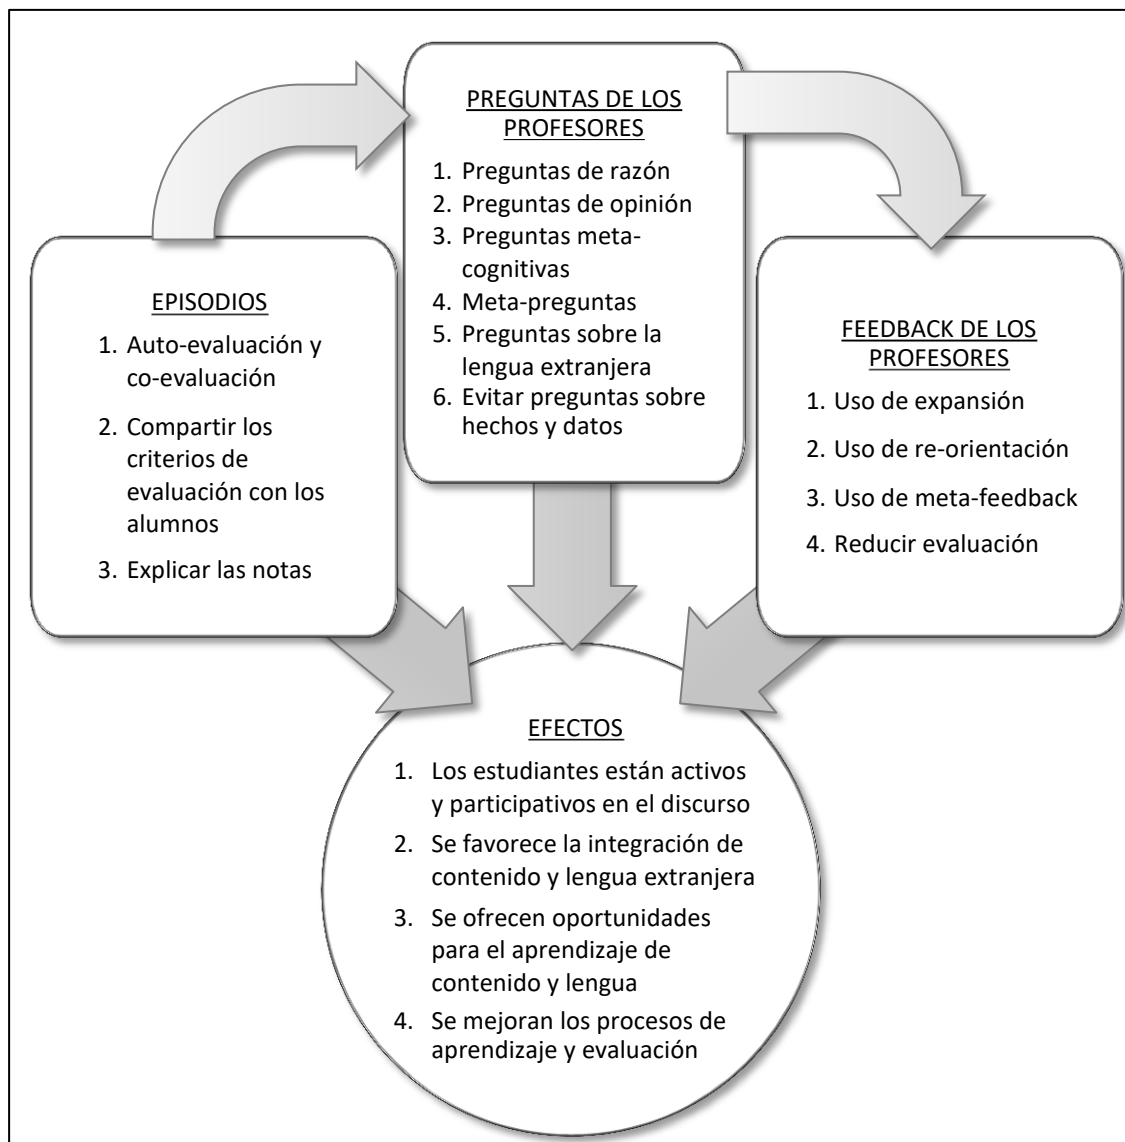 EPISODIOS
1. Auto-evaluación y
co-evaluación
2. Compartir los
criterios de
evaluación con los
alumnos
3. Explicar las notas
PREGUNTAS DE LOS
PROFESORES
1. Preguntas de razón
2. Preguntas de opinión
3. Preguntas meta-
cognitivas
4. Meta-preguntas
5. Preguntas sobre la
lengua extranjera
6. Evitar preguntas sobre
hechos y datos
FEEDBACK DE LOS
PROFESORES
1. Uso de expansión
2. Uso de re-orientación
3. Uso de meta-feedback
4. Reducir evaluación
EFECTOS
1. Los estudiantes están activos
y participativos en el discurso
2. Se favorece la integración de
contenido y lengua extranjera
3. Se ofrecen oportunidades
para el aprendizaje de
contenido y lengua
4. Se mejoran los procesos de
aprendizaje y evaluación